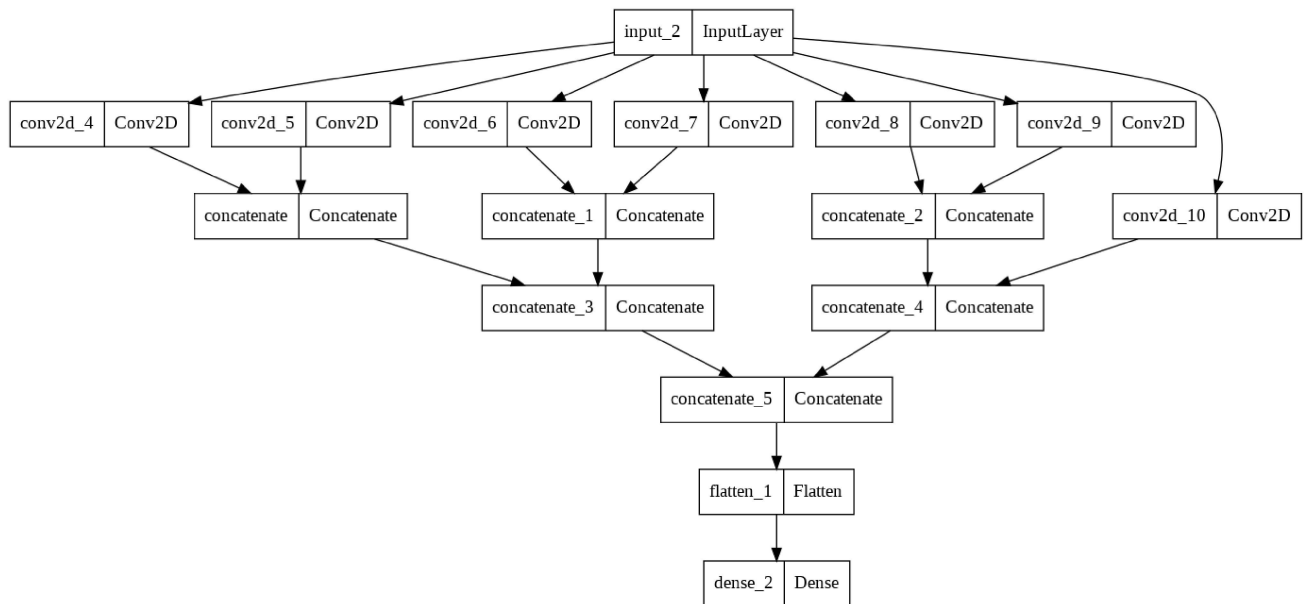 input_2 InputLayer
conv2d_4 Conv2D
conv2d_5 Conv2D
conv2d_6 Conv2D
conv2d_7 Conv2D
conv2d_8 Conv2D
conv2d_9 Conv2D
concatenate Concatenate
concatenate_1 Concatenate
concatenate_2 Concatenate
conv2d_10 Conv2D
concatenate_3 Concatenate
concatenate_4 Concatenate
concatenate_5 Concatenate
flatten_1 Flatten
dense_2 Dense